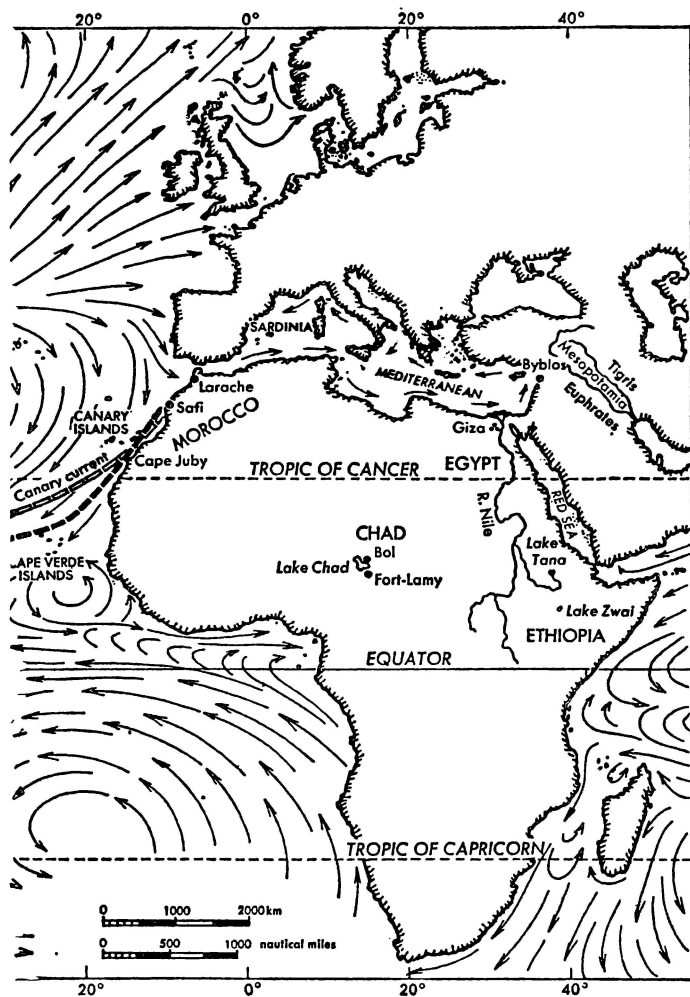 20° 0° 20° 40°
SARDINIA
MEDITERRANEAN
Byblos
Tigris
Mesopotamia
Euphrates
Larache
Safi
CANARY
ISLANDS
MOROCCO
Giza
Cape Juby
Canary current
TROPIC OF CANCER
EGYPT
R. Nile
RED SEA
CHAD
Bol
Lake Chad
Fort-Lamy
Lake
Tana
APE VERDE
ISLANDS
Lake Zwai
ETHIOPIA
EQUATOR
TROPIC OF CAPRICORN
0 1000 2000 km
0 500 1000 nautical miles
20° 0° 20° 40°